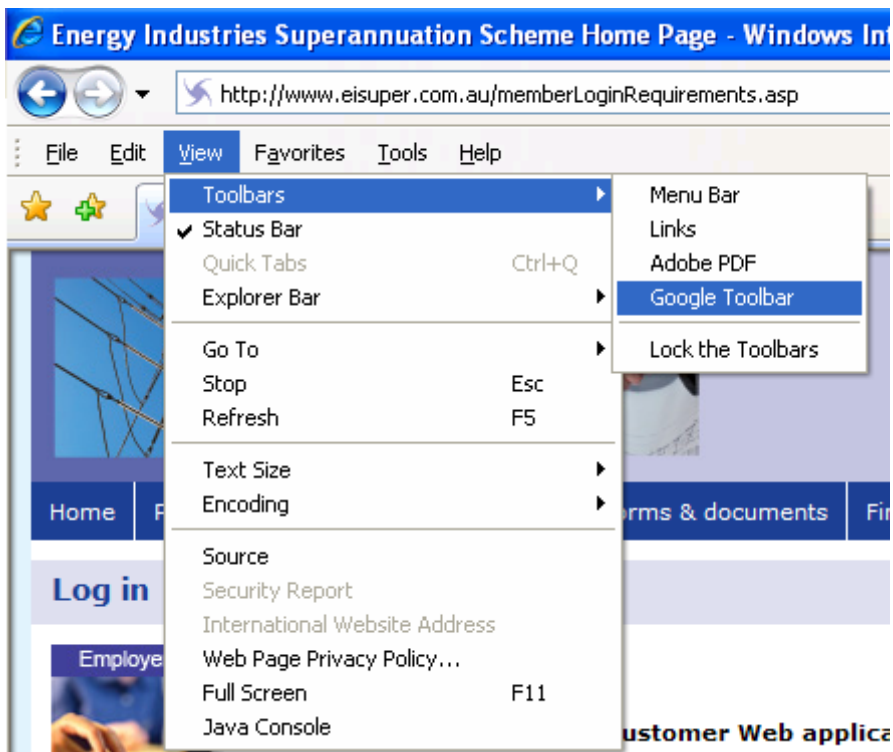 Energy Industries Superannuation Scheme Home Page - Windows Int
http://www.eisuper.com.au/memberLoginRequirements.asp
File Edit View Favorites Tools Help
Toolbars
Status Bar
Quick Tabs Ctrl+Q
Explorer Bar
Go To
Stop Esc
Refresh F5
Text Size
Encoding
Source
Security Report
International Website Address
Web Page Privacy Policy...
Full Screen F11
Java Console
Menu Bar
Links
Adobe PDF
Google Toolbar
Lock the Toolbars
Home P orms & documents Fir
Log in
Employe
ustomer Web applica